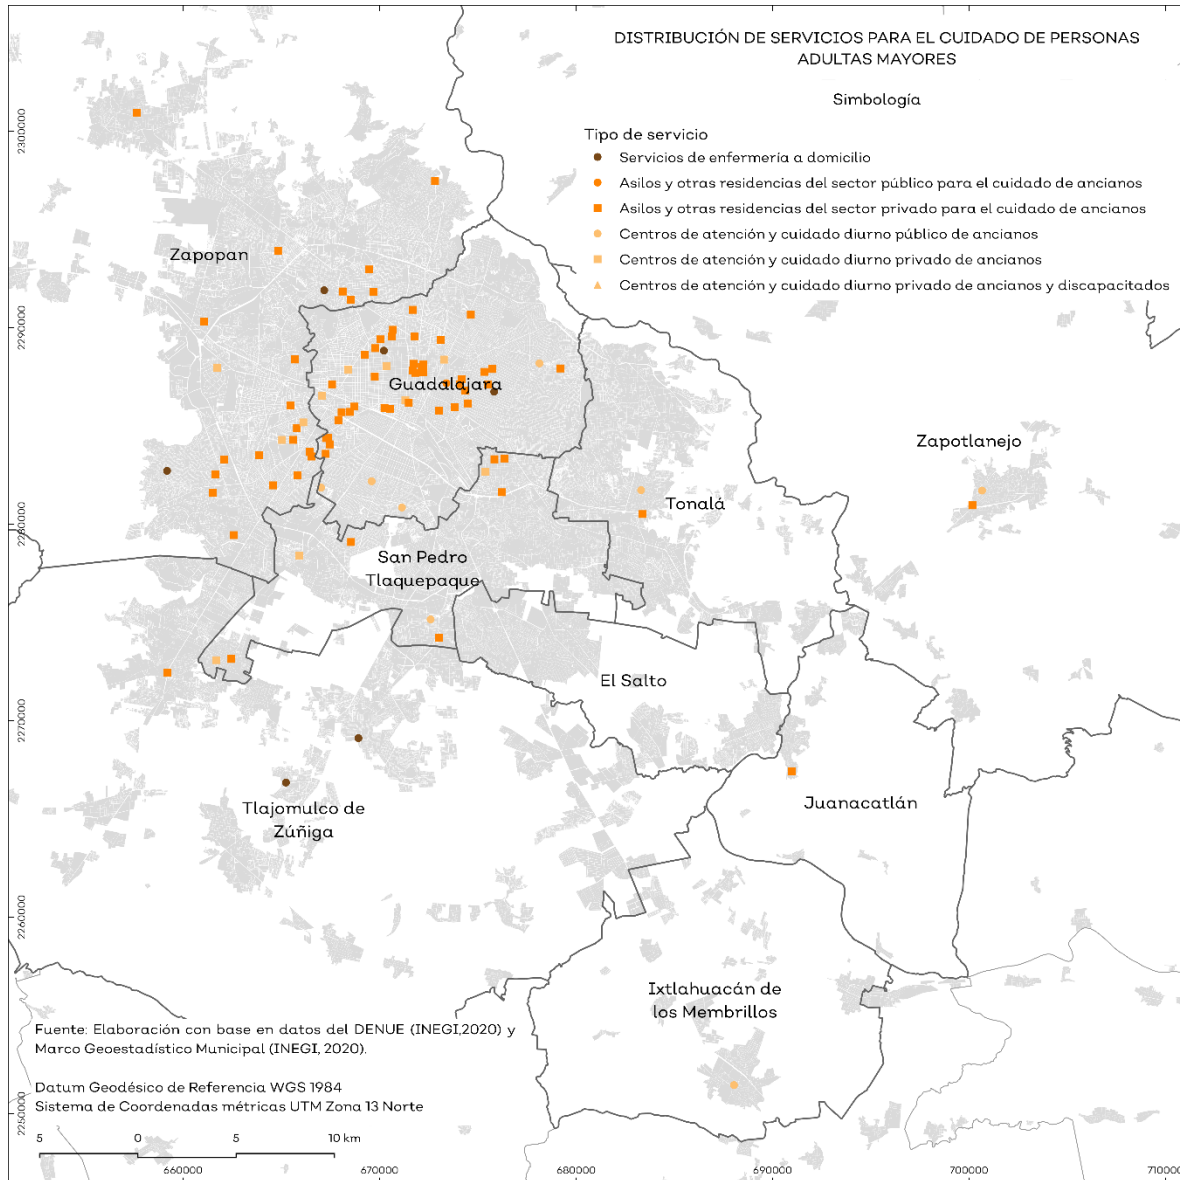 DISTRIBUCIÓN DE SERVICIOS PARA EL CUIDADO DE PERSONAS
ADULTAS MAYORES
Simbología
Tipo de servicio
Servicios de enfermería a domicilio
Asilos y otras residencias del sector público para el cuidado de ancianos
Asilos y otras residencias del sector privado para el cuidado de ancianos
Centros de atención y cuidado diurno público de ancianos
Centros de atención y cuidado diurno privado de ancianos
Centros de atención y cuidado diurno privado de ancianos y discapacitados
Zapopan
Guadalajara
Zapotlanejo
Tonalá
San Pedro
Tlaquepaque
El Salto
Juanacatlán
Tlajomulco de
Zúñiga
Ixtlahuacán de
los Membrillos
2300000
2290000
2280000
2270000
2260000
2250000
Fuente: Elaboración con base en datos del DENUE (INEGI,2020) y
Marco Geoestadístico Municipal (INEGI, 2020).
Datum Geodésico de Referencia WGS 1984
Sistema de Coordenadas métricas UTM Zona 13 Norte
5 0 5 10 km
660000 670000 680000 690000 700000 700000